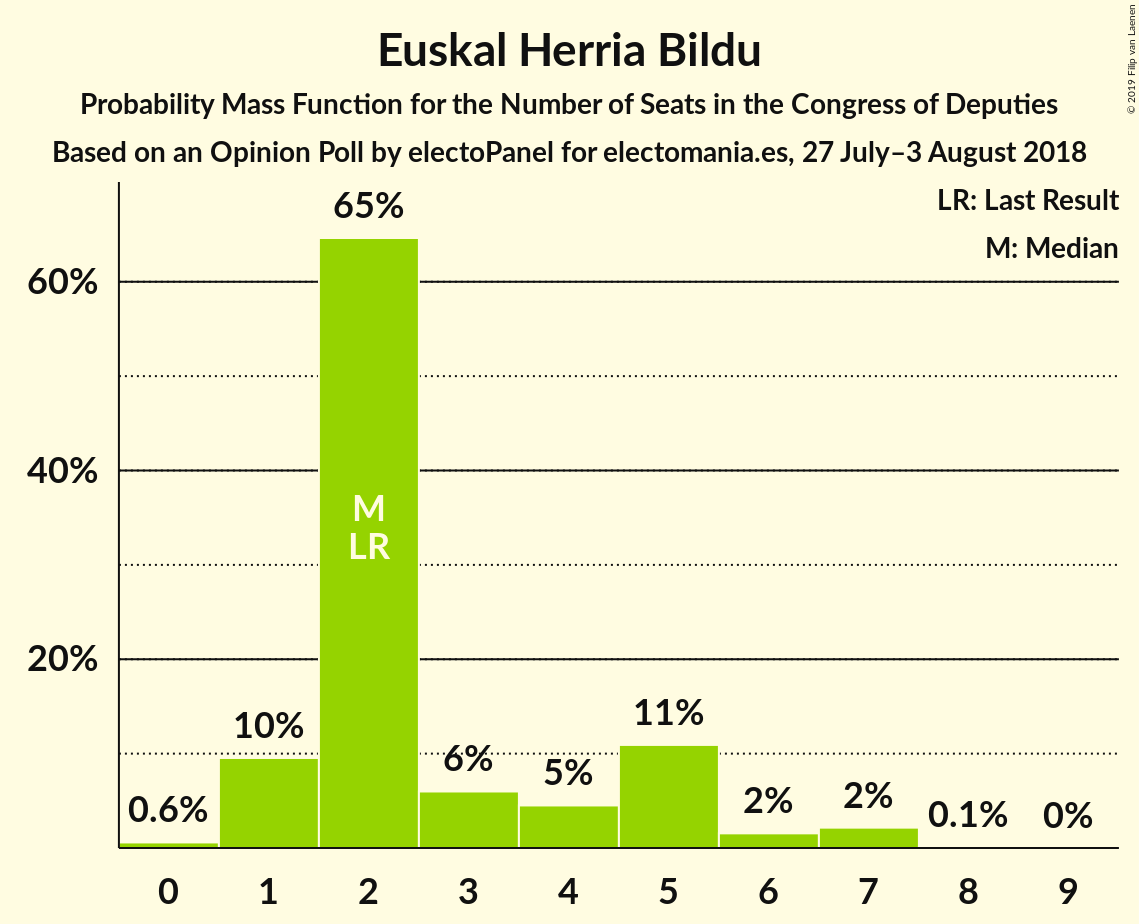 Euskal Herria Bildu
Probability Mass Function for the Number of Seats in the Congress of Deputies
Based on an Opinion Poll by electoPanel for electomania.es, 27 July–3 August 2018
© 2019 Filip van Laenen
LR: Last Result
M: Median
60%
40%
20%
0.6%
10%
65%
M
LR
6%
5%
11%
2%
2%
0.1%
0%
0 1 2 3 4 5 6 7 8 9